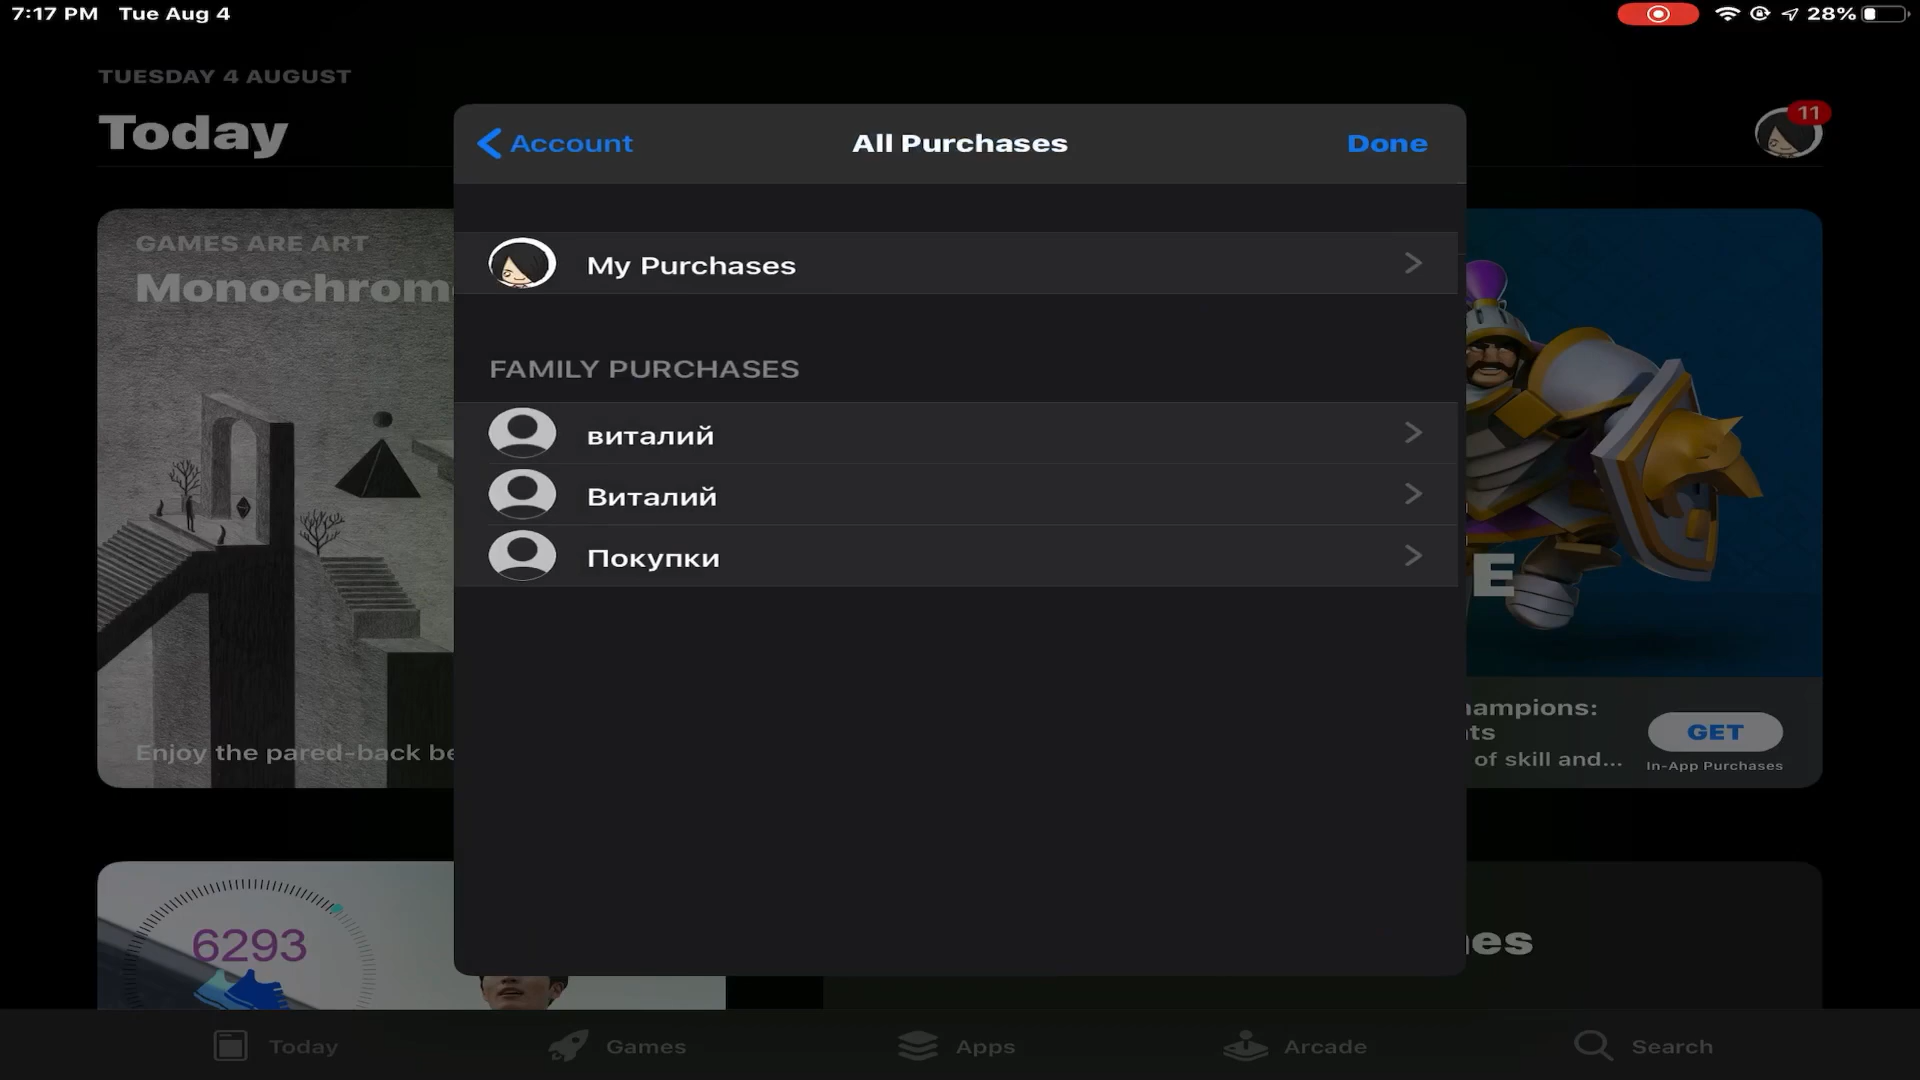 7:17 PM Tue Aug 4
28%
TUESDAY 4 AUGUST
Today
11
Account
All Purchases
Done
My Purchases
FAMILY PURCHASES
виталий
Виталий
Покупки
GAMES ARE ART
Monochrom
Enjoy the pared-back be
E
hampions:
ts
of skill and...
GET
In-App Purchases
6293
es
Today
Games
Apps
Arcade
Search